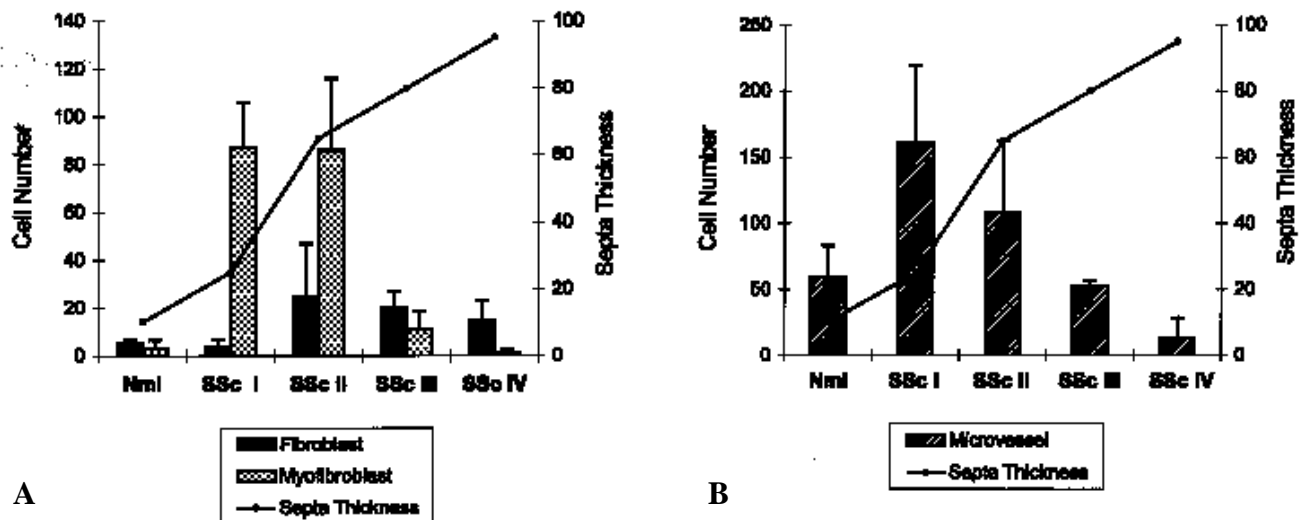 140
120
100
80
60
40
20
0
Cell Number
100
80
60
40
20
0
Septa Thickness
Nml SSc I SSc II SSc III SSc IV
Fibroblast
Myofibroblast
Septa Thickness
A
250
200
150
100
50
0
Cell Number
100
80
60
40
20
0
Septa Thickness
Nml SSc I SSc II SSc III SSc IV
Microvessel
Septa Thickness
B